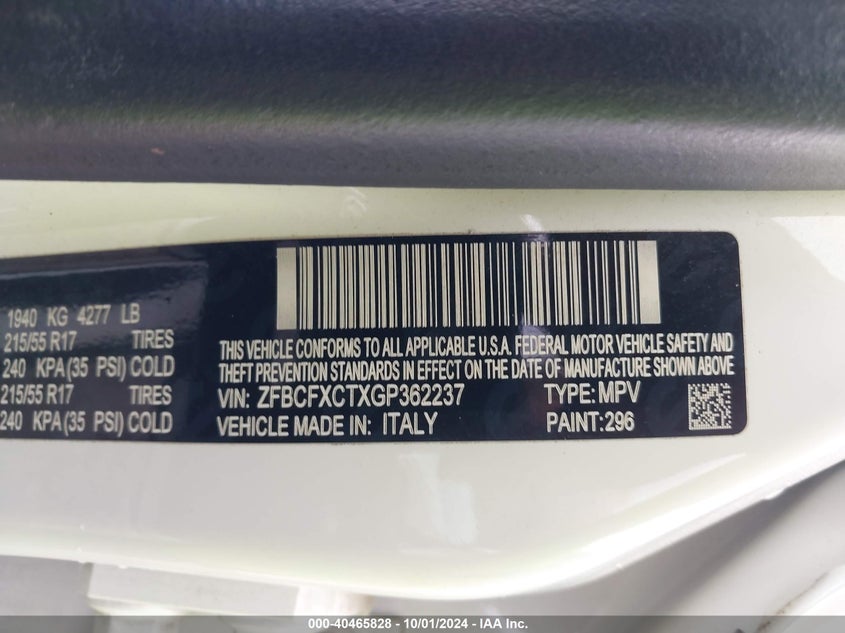 1940 KG 4277 LB
215/55 R17 TIRES
240 KPA(35 PSI) COLD
215/55 R17 TIRES
240 KPA(35 PSI) COLD
THIS VEHICLE CONFORMS TO ALL APPLICABLE U.S.A. FEDERAL MOTOR VEHICLE SAFETY AND
THEFT PREVENTION STANDARDS IN EFFECT ON THE DATE OF MANUFACTURE SHOWN ABOVE
VIN: ZFBCFXCTXGP362237 TYPE: MPV
VEHICLE MADE IN: ITALY PAINT:296
000-40465828 - 10/01/2024 - IAA Inc.